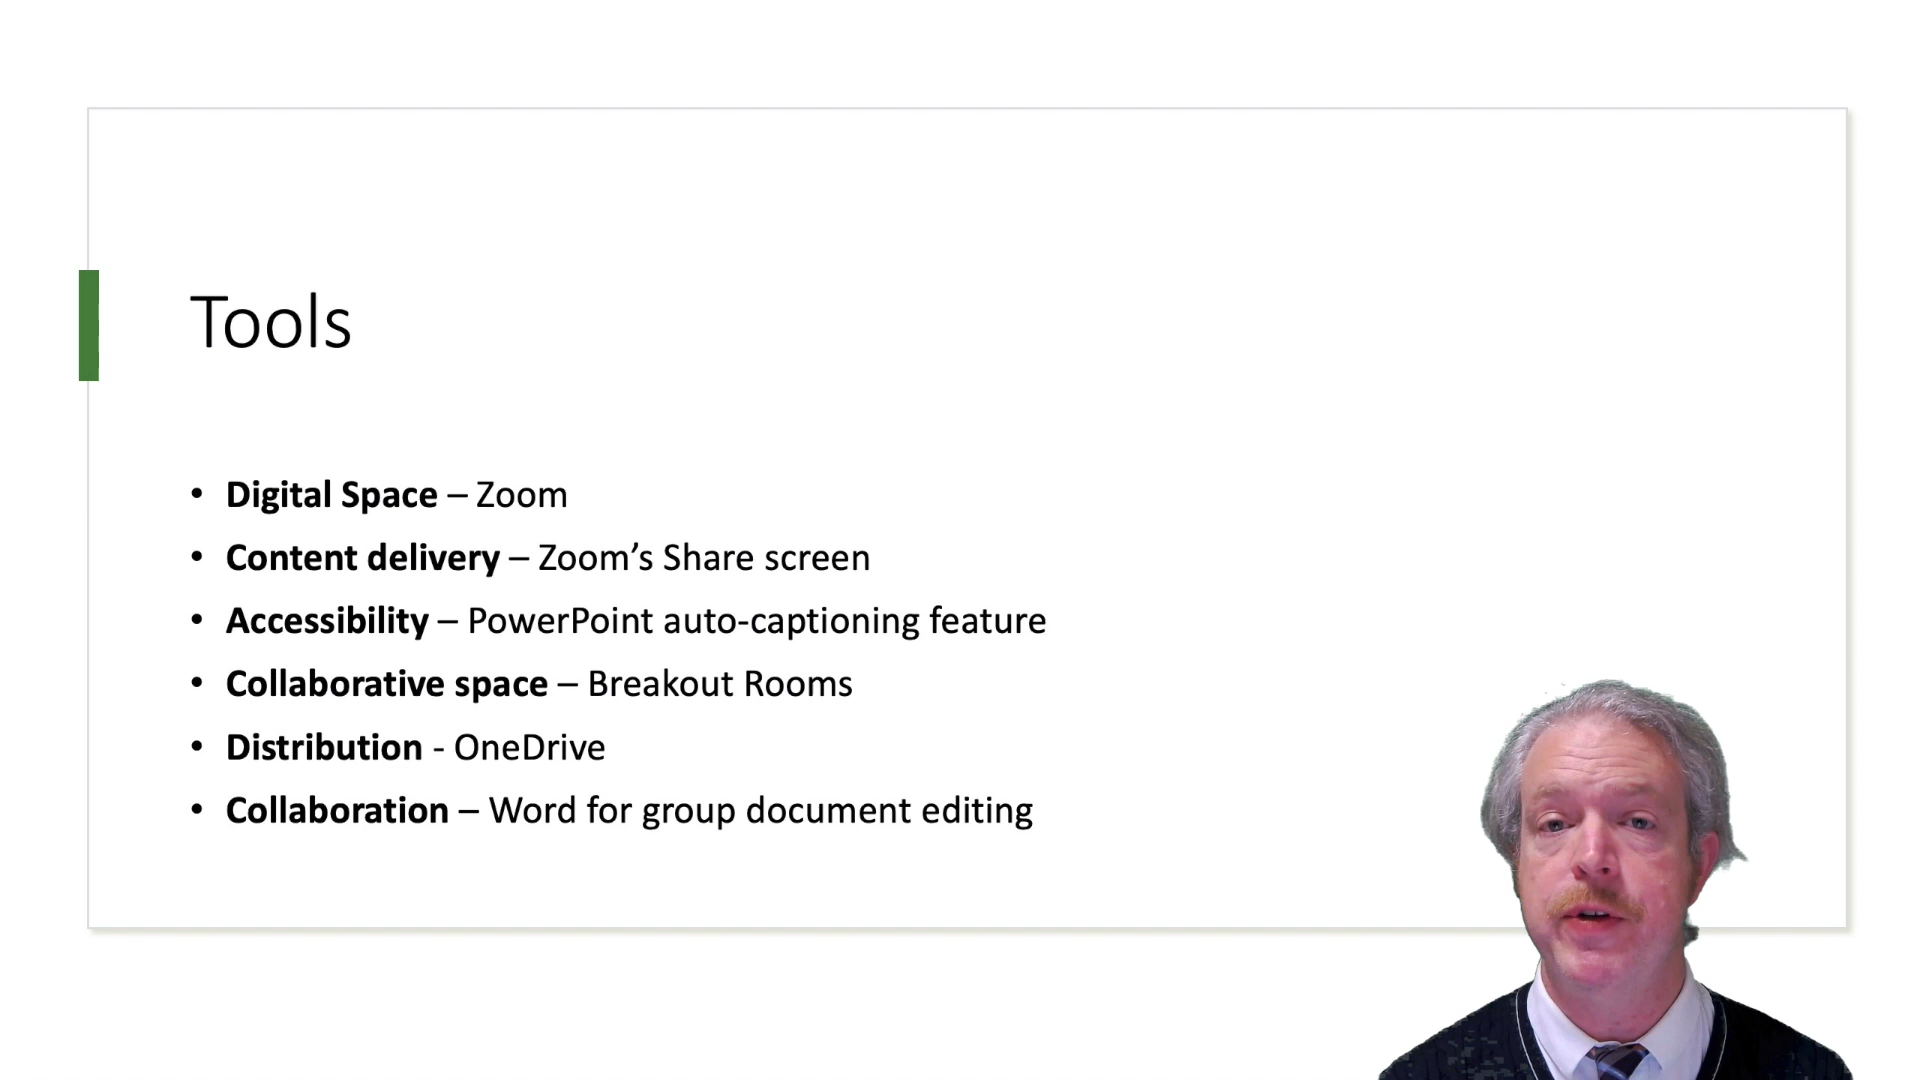 Tools
• Digital Space – Zoom
• Content delivery – Zoom’s Share screen
• Accessibility – PowerPoint auto-captioning feature
• Collaborative space – Breakout Rooms
• Distribution - OneDrive
• Collaboration – Word for group document editing